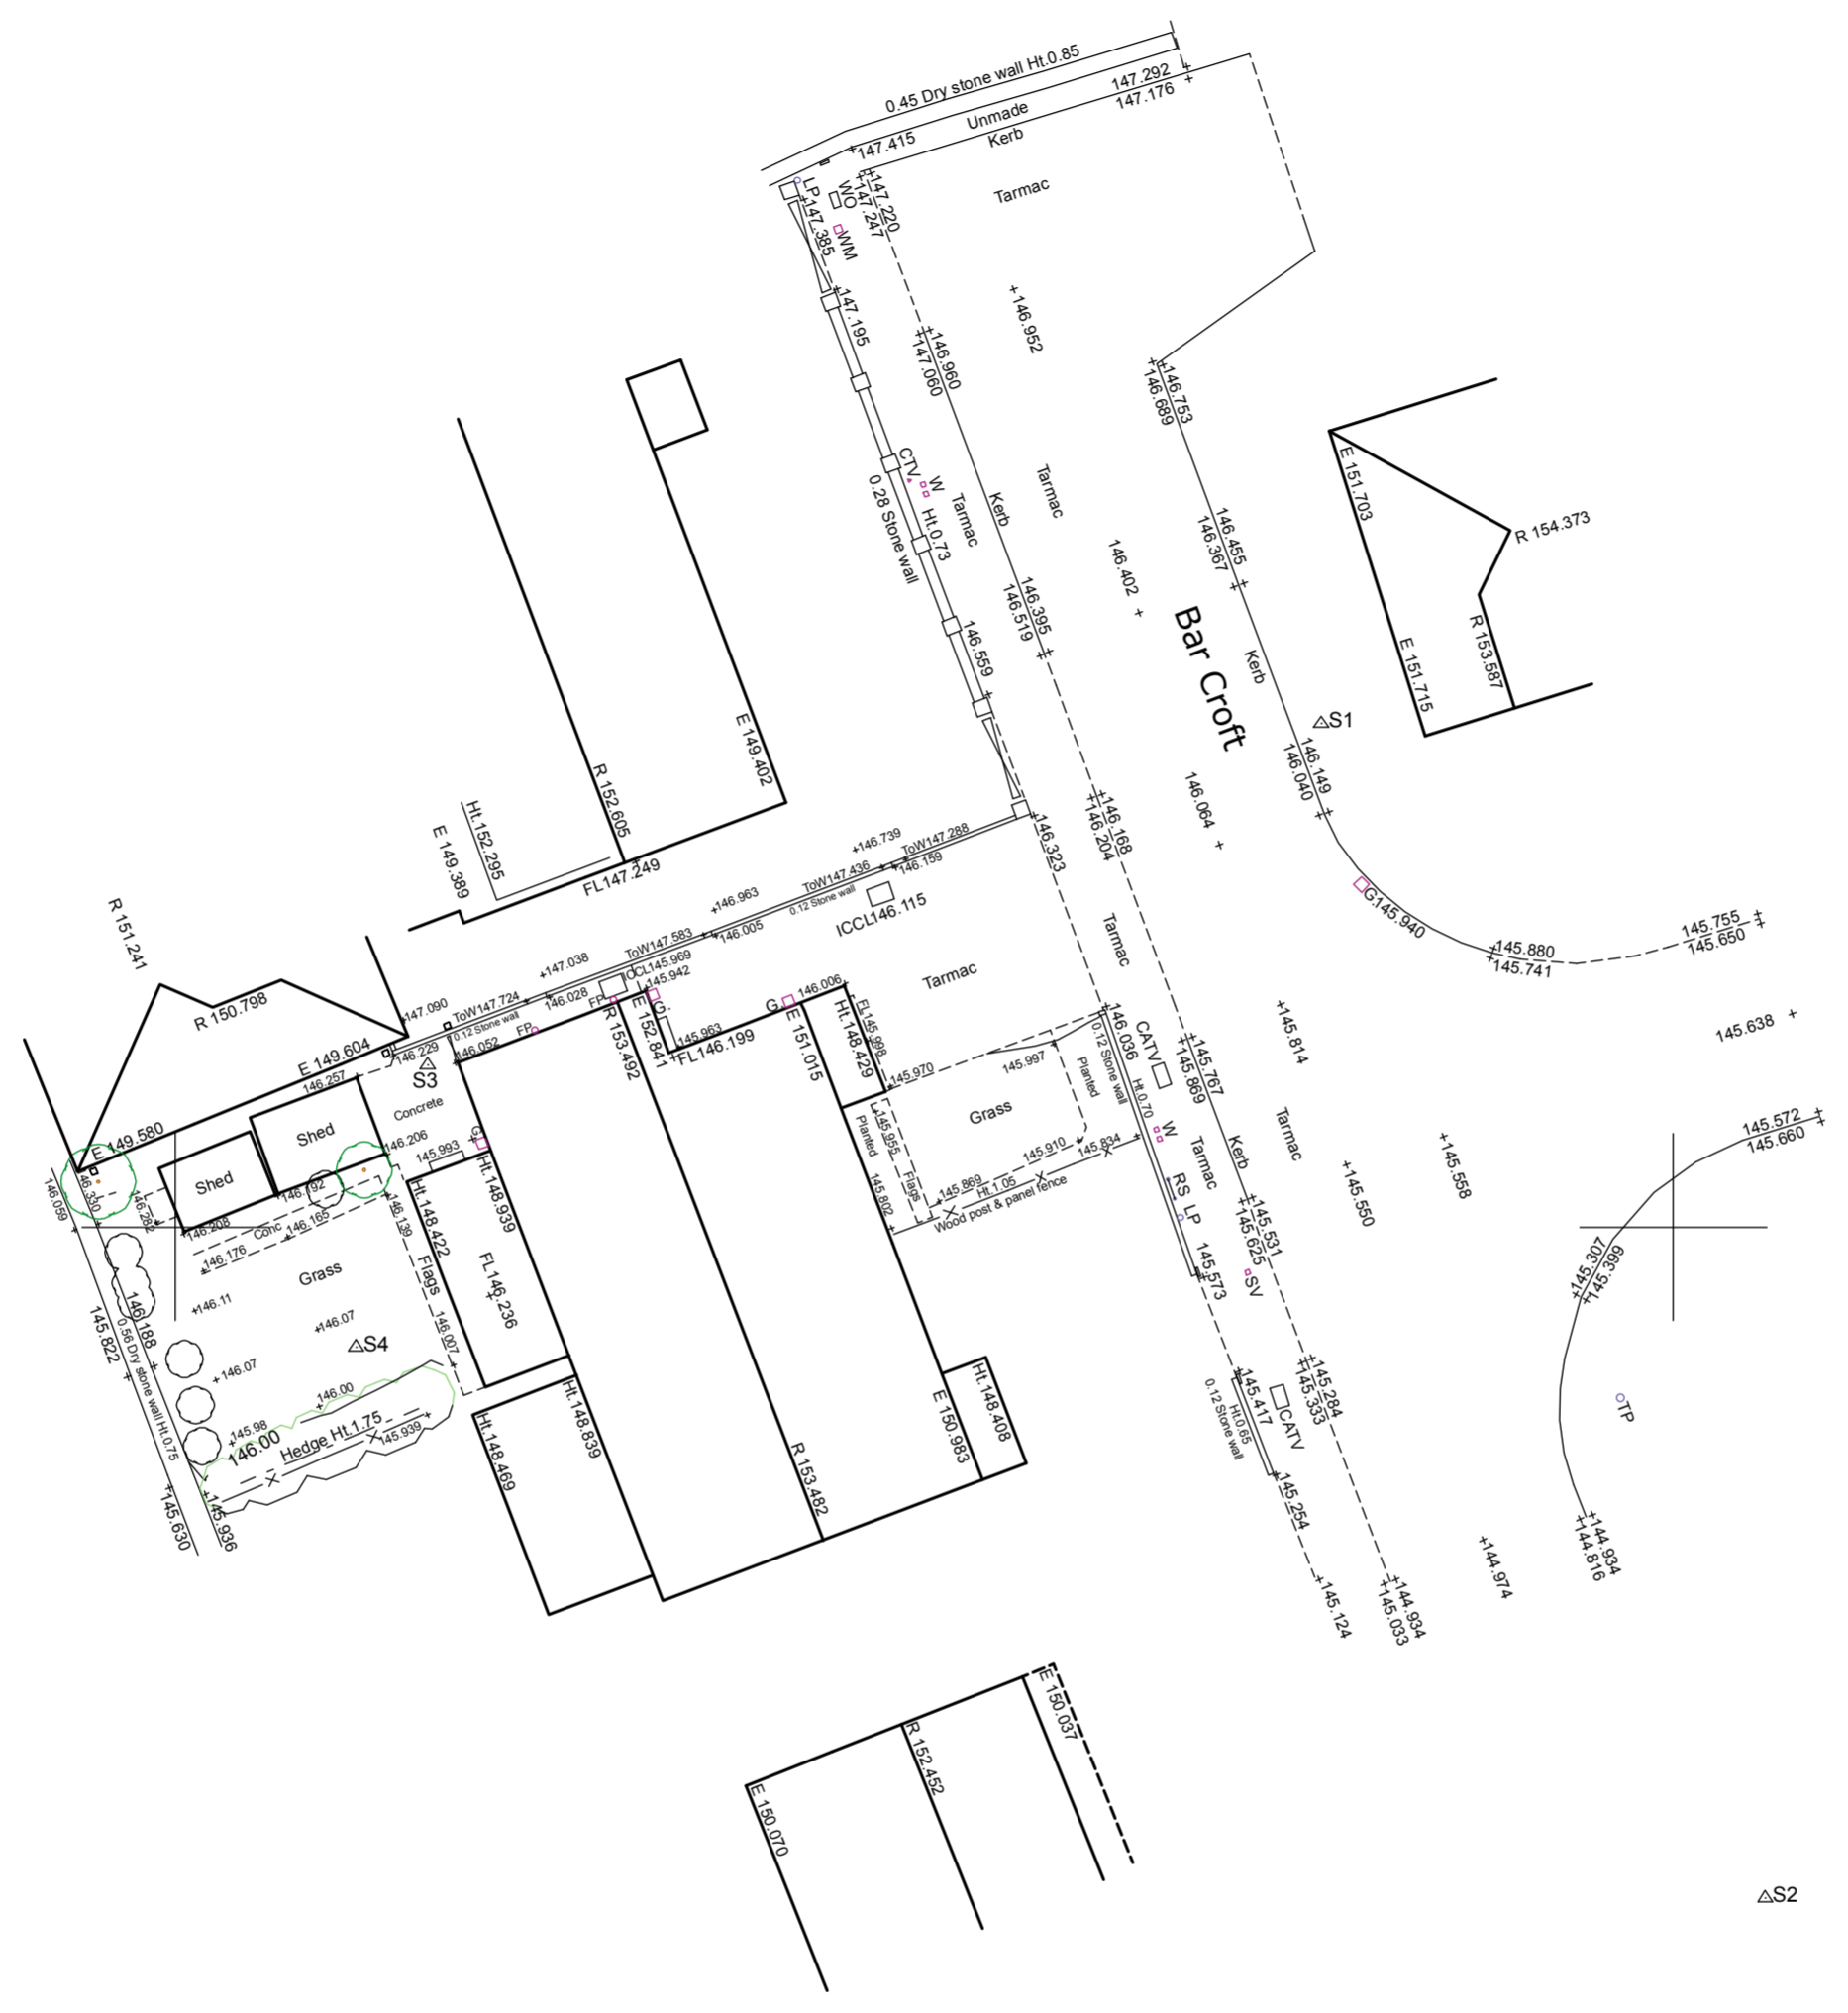 0.45 Dry stone wall Ht.0.85
147.292
147.176
Unmade
Kerb
147.415
Tarmac
LP
147.385
WO
147.220
147.247
WM
147.195
146.952
146.960
147.060
146.753
146.689
CTV
W
0.28 Stone wall
Ht.0.73
Tarmac
Kerb
Tarmac
E 151.703
R 154.373
146.455
146.367
146.402
146.395
146.519
146.559
Bar Croft
Kerb
R 153.587
E 151.715
S1
E 149.402
R 152.605
146.149
146.040
146.064
146.168
146.204
146.323
Ht.152.295
E 149.389
FL147.249
146.739
ToW147.288
146.159
ToW147.436
0.12 Stone wall
ICCL146.115
G.145.940
145.880
145.741
145.755
145.650
R 151.241
R 150.798
146.963
146.005
ToW147.583
147.038
ICCL145.969
145.942
146.028
ToW147.724
0.12 Stone wall
147.090
FP
FP
G.
146.052
146.229
E 149.604
146.257
S3
Concrete
R 153.492
E 152.841
145.963
FL146.199
G
146.006
E 151.015
Ht.148.429
FL145.998
Tarmac
Tarmac
145.970
145.997
Grass
Planted
146.036
0.12 Stone wall
Ht.0.70
CATV
145.767
145.869
145.814
145.638
145.572
145.660
Shed
Shed
E 149.580
146.330
146.059
146.282
146.208
146.192
146.206
146.165
Conc
146.176
146.139
145.993
G
Ht.148.939
Ht.148.422
Flags
FL146.236
146.007
Grass
146.11
146.07
S4
146.07
146.00
145.98
146.00
Hedge Ht.1.75
145.939
146.188
145.822
0.56 Dry stone wall Ht.0.75
145.630
145.936
Planted
145.955
Flags
145.802
145.869
145.910
145.834
Ht.1.05
Wood post & panel fence
W
Tarmac
Kerb
Tarmac
RS
LP
145.573
145.531
145.625
SV
145.550
145.558
145.307
145.399
145.284
145.333
145.417
0.12 Stone wall
Ht.0.65
CATV
145.254
TP
Ht.148.469
Ht.148.839
R 153.482
E 150.983
Ht.148.408
144.934
144.816
144.974
145.124
144.934
145.033
E 150.037
R 152.452
E 150.070
S2